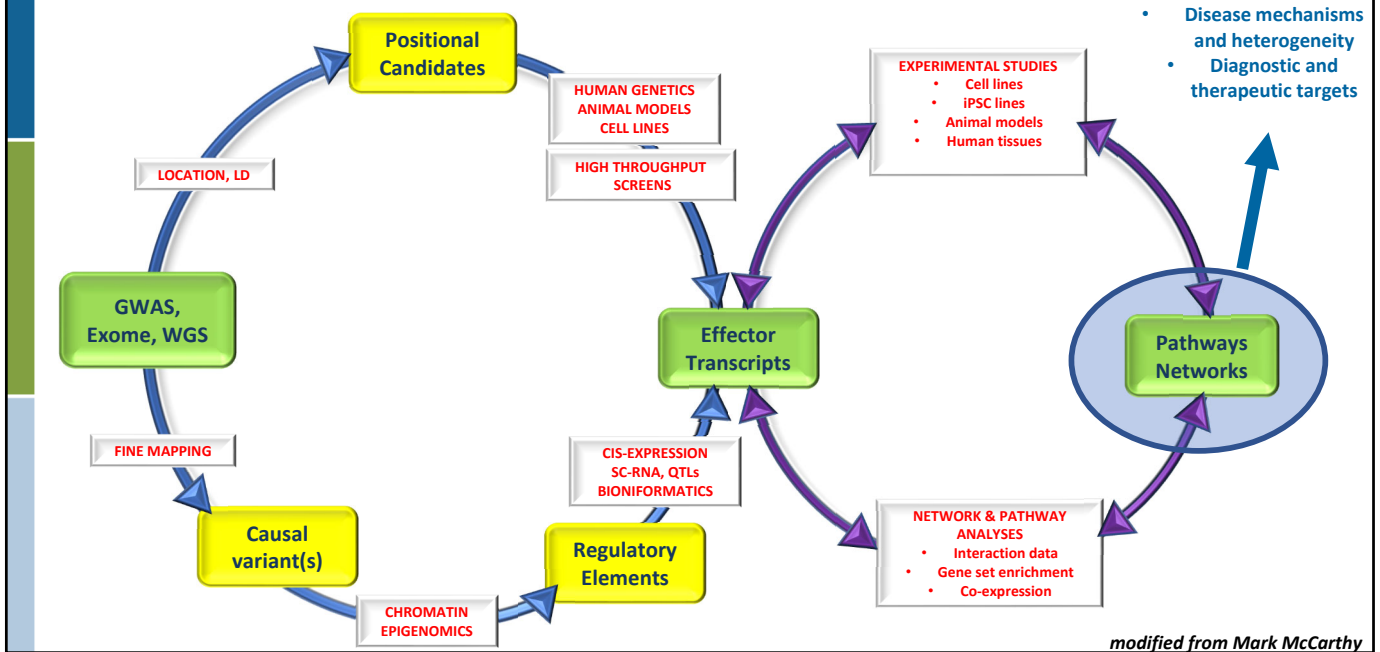 Positional
Candidates
HUMAN GENETICS
ANIMAL MODELS
CELL LINES
HIGH THROUGHPUT
SCREENS
LOCATION, LD
GWAS,
Exome, WGS
FINE MAPPING
Causal
variant(s)
CHROMATIN
EPIGENOMICS
Regulatory
Elements
CIS-EXPRESSION
SC-RNA, QTLs
BIONIFORMATICS
Effector
Transcripts
EXPERIMENTAL STUDIES
• Cell lines
• iPSC lines
• Animal models
• Human tissues
NETWORK & PATHWAY
ANALYSES
• Interaction data
• Gene set enrichment
• Co-expression
Pathways
Networks
• Disease mechanisms
and heterogeneity
• Diagnostic and
therapeutic targets
modified from Mark McCarthy